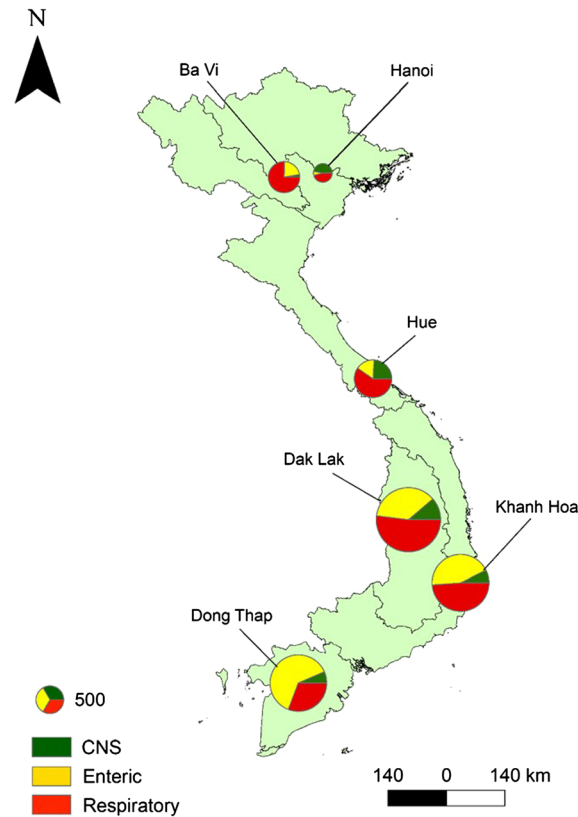 N
Ba Vi
Hanoi
Hue
Dak Lak
Khanh Hoa
Dong Thap
500
CNS
Enteric
Respiratory
140 0 140 km